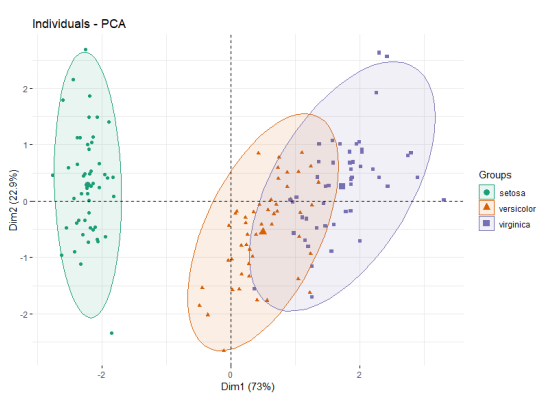 Individuals - PCA
2
1
0
-1
-2
Dim2 (22.9%)
-2
0
2
Dim1 (73%)
Groups
setosa
versicolor
virginica